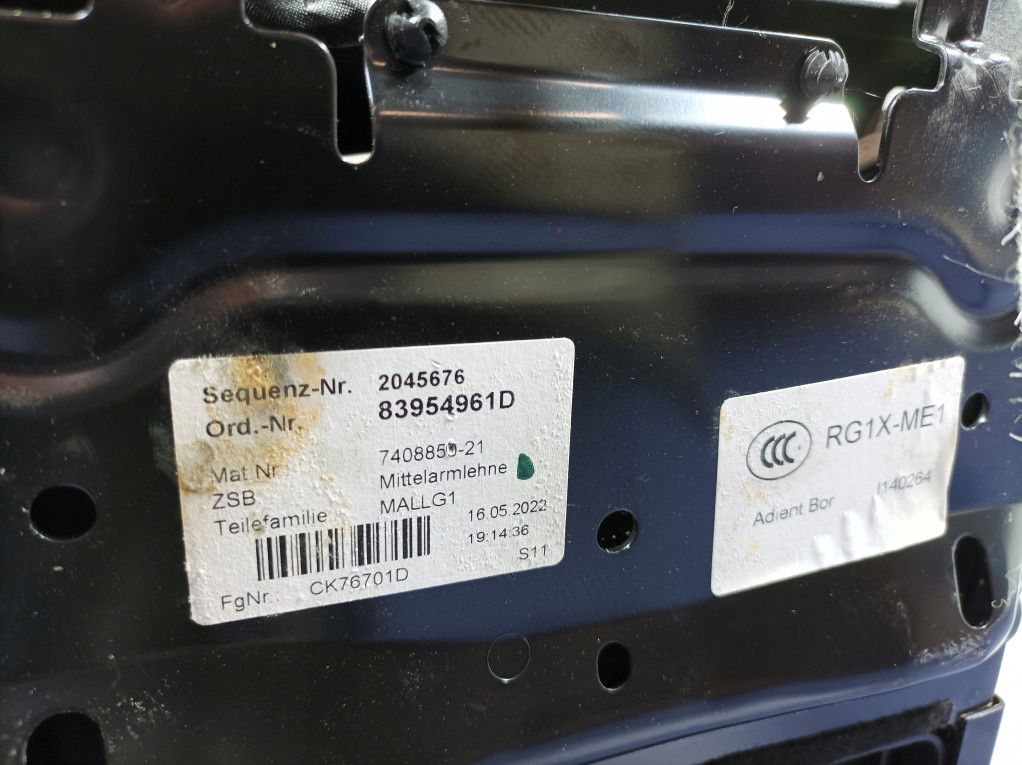 Sequenz-Nr. 2045676
Ord.-Nr. 83954961D
Mat Nr 7408850-21
ZSB Mittelarmlehne
Teilefamilie MALLG1
16.05.2022
19:14:36
S11
FgNr.: CK76701D
CCC RG1X-ME1
Adient Bor I140264